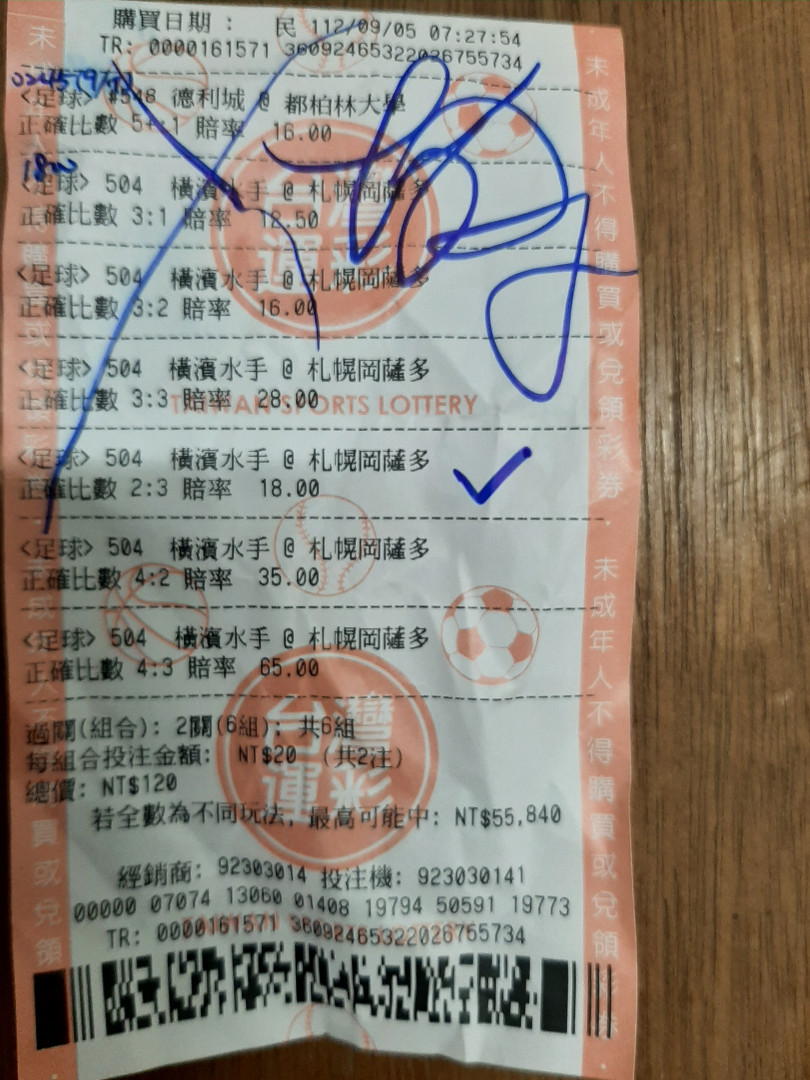 購買日期： 民 112/09/05 07:27:54
TR: 0000161571 36092465322026755734
<足球> #548 德利城 @ 都柏林大學
正確比數 5+:1 賠率 16.00
<足球> 504 橫濱水手 @ 札幌岡薩多
正確比數 3:1 賠率 12.50
<足球> 504 橫濱水手 @ 札幌岡薩多
正確比數 3:2 賠率 16.00
<足球> 504 橫濱水手 @ 札幌岡薩多
正確比數 3:3 賠率 28.00
TAIWAN SPORTS LOTTERY
<足球> 504 橫濱水手 @ 札幌岡薩多
正確比數 2:3 賠率 18.00
<足球> 504 橫濱水手 @ 札幌岡薩多
正確比數 4:2 賠率 35.00
<足球> 504 橫濱水手 @ 札幌岡薩多
正確比數 4:3 賠率 65.00
過關(組合): 2關(6組); 共6組
每組合投注金額: NT$20 (共2注)
總價: NT$120
若全數為不同玩法, 最高可能中: NT$55,840
經銷商: 92303014 投注機: 923030141
00000 07074 13060 01408 19794 50591 19773
TR: 0000161571 36092465322026755734
台灣運彩
台灣運彩
未成年人不得購買或兌領彩券．未成年人不得購買或兌領彩券．